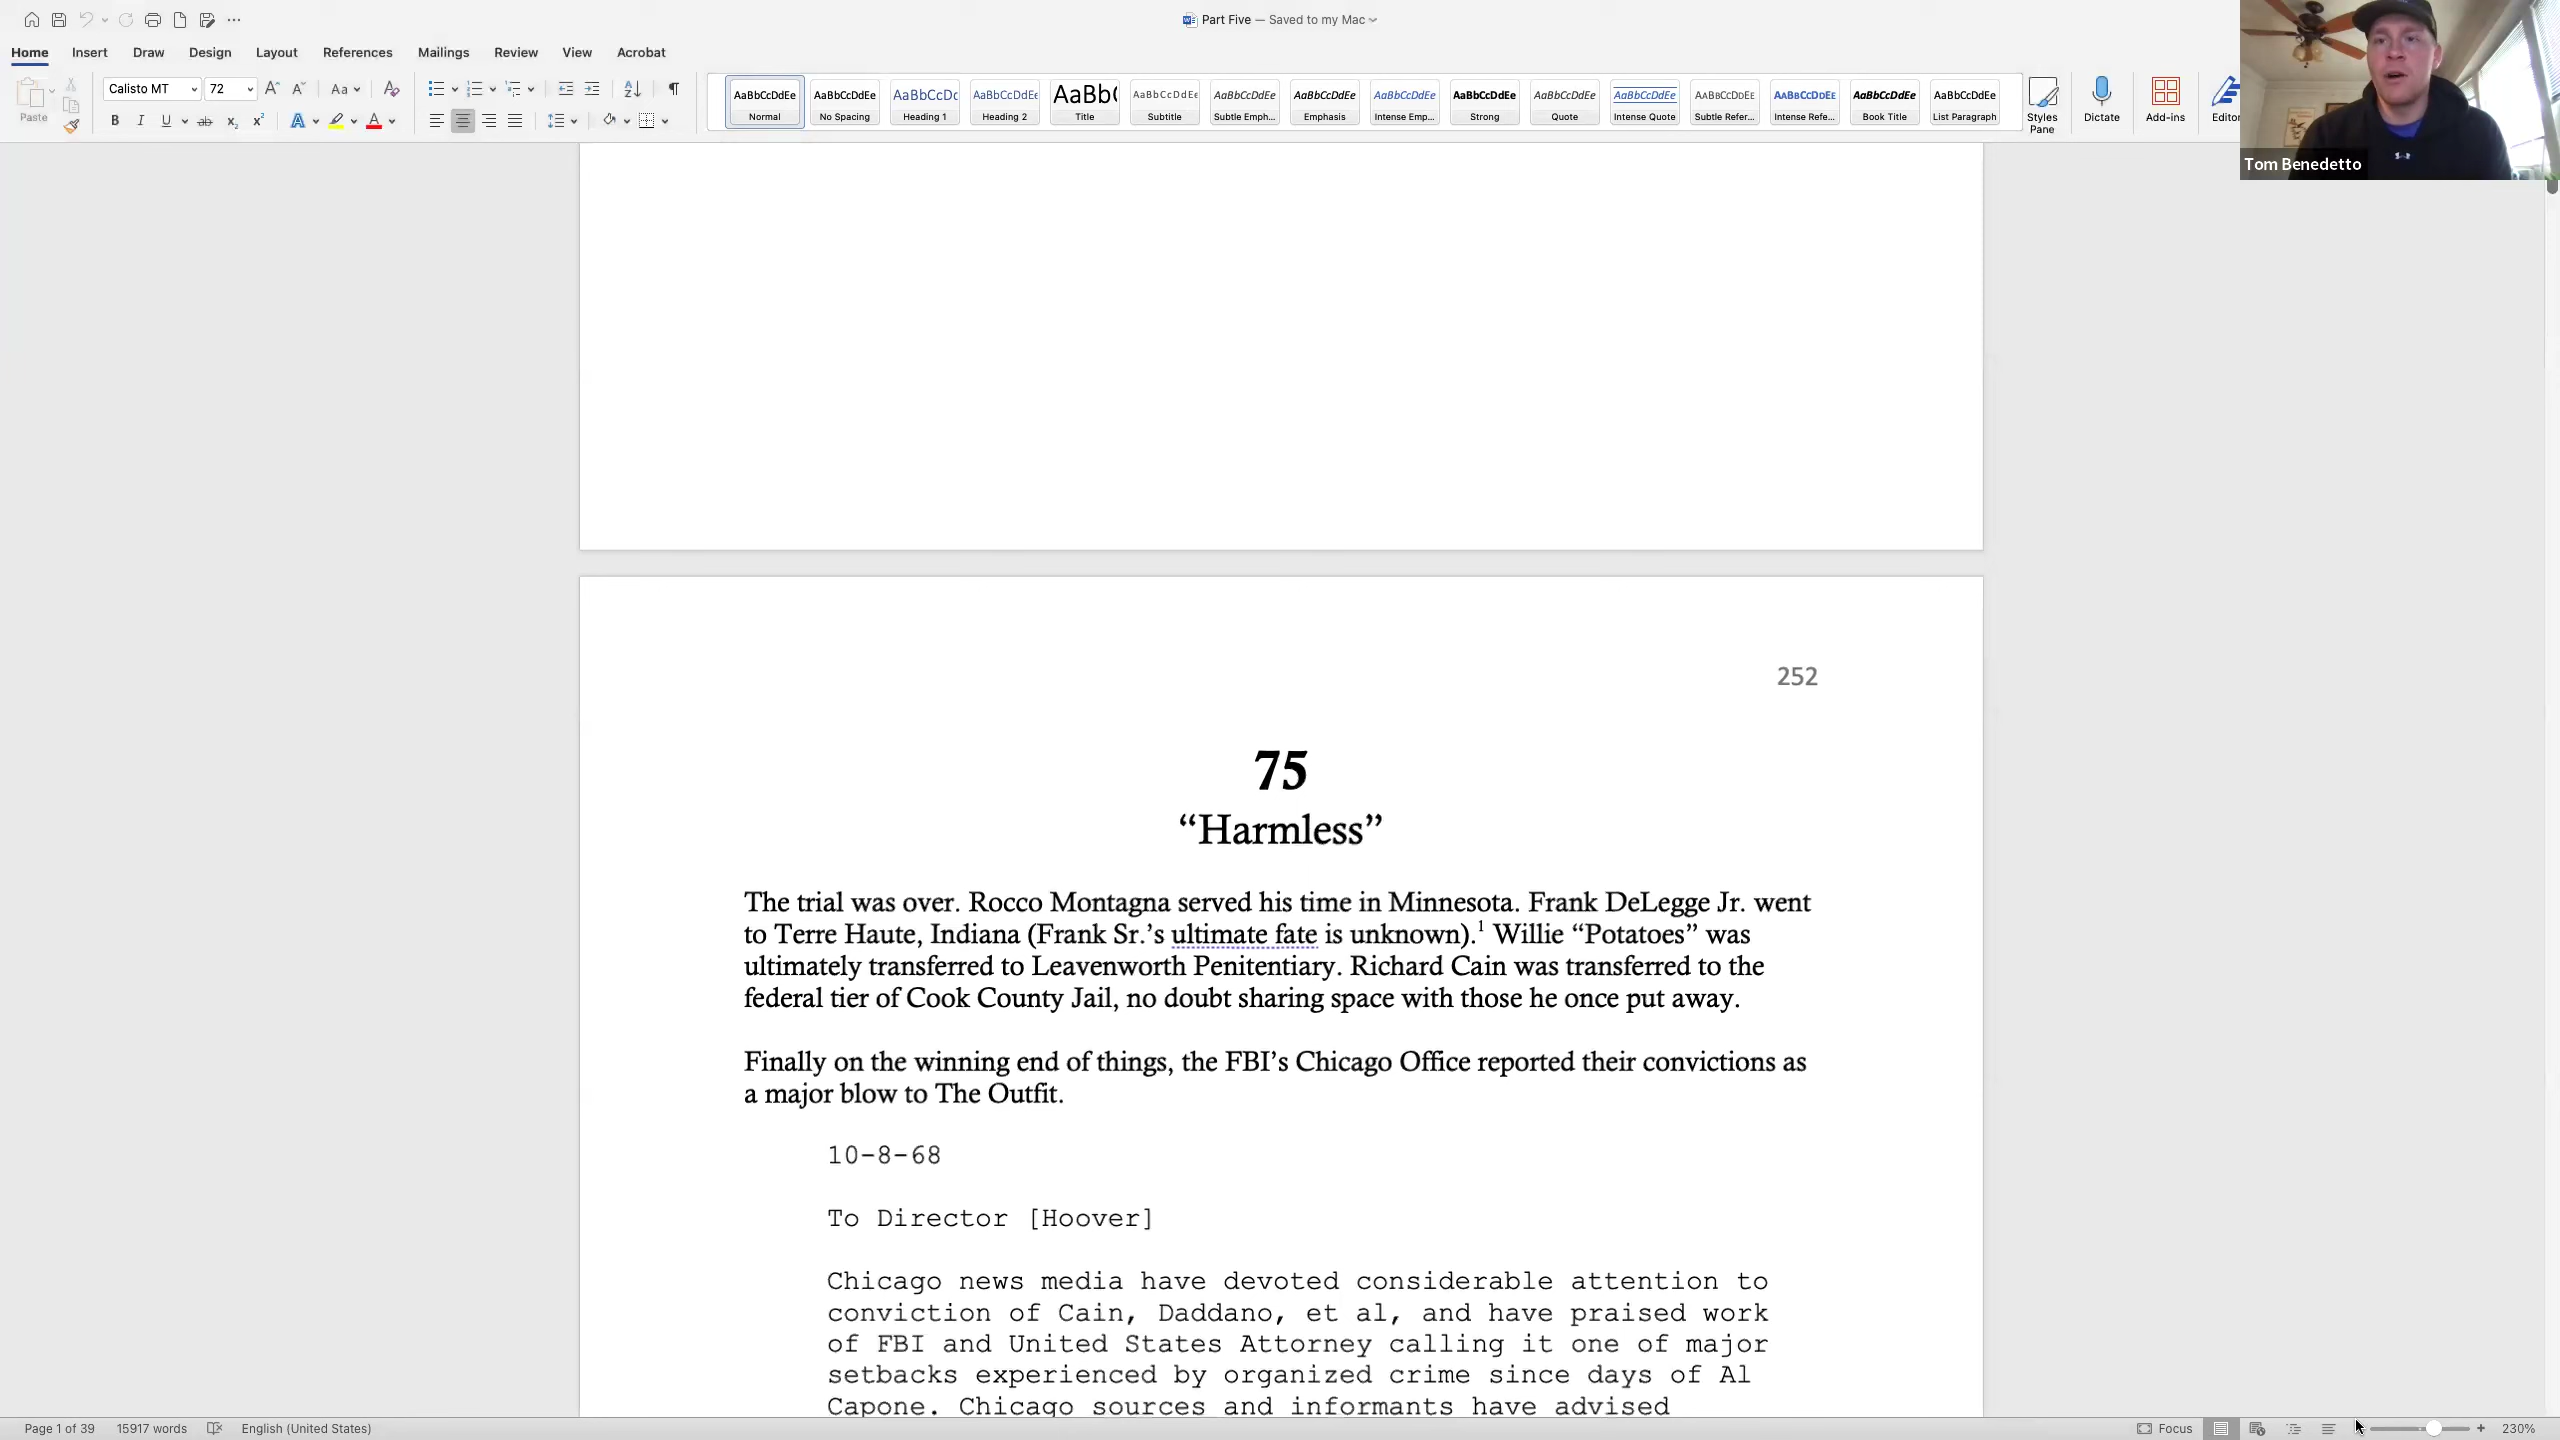 Part Five — Saved to my Mac
Home Insert Draw Design Layout References Mailings Review View Acrobat
Paste
Calisto MT 72
AaBbCcDdEe AaBbCcDdEe AaBbCcDc AaBbCcDdEe AaBb( AaBbCcDdEe AaBbCcDdEe AaBbCcDdEe AaBbCcDdEe AaBbCcDdEe AaBbCcDdEe AaBbCcDdEe AaBbCcDdEe AaBbCcDdEe AaBbCcDdEe AaBbCcDdEe
Normal No Spacing Heading 1 Heading 2 Title Subtitle Subtle Emph... Emphasis Intense Emp... Strong Quote Intense Quote Subtle Refer... Intense Refe... Book Title List Paragraph
Styles Pane Dictate Add-ins Editor
Tom Benedetto
252
75
“Harmless”
The trial was over. Rocco Montagna served his time in Minnesota. Frank DeLegge Jr. went
to Terre Haute, Indiana (Frank Sr.’s ultimate fate is unknown).1 Willie “Potatoes” was
ultimately transferred to Leavenworth Penitentiary. Richard Cain was transferred to the
federal tier of Cook County Jail, no doubt sharing space with those he once put away.
Finally on the winning end of things, the FBI’s Chicago Office reported their convictions as
a major blow to The Outfit.
10-8-68
To Director [Hoover]
Chicago news media have devoted considerable attention to
conviction of Cain, Daddano, et al, and have praised work
of FBI and United States Attorney calling it one of major
setbacks experienced by organized crime since days of Al
Capone. Chicago sources and informants have advised
Page 1 of 39 15917 words English (United States) Focus 230%